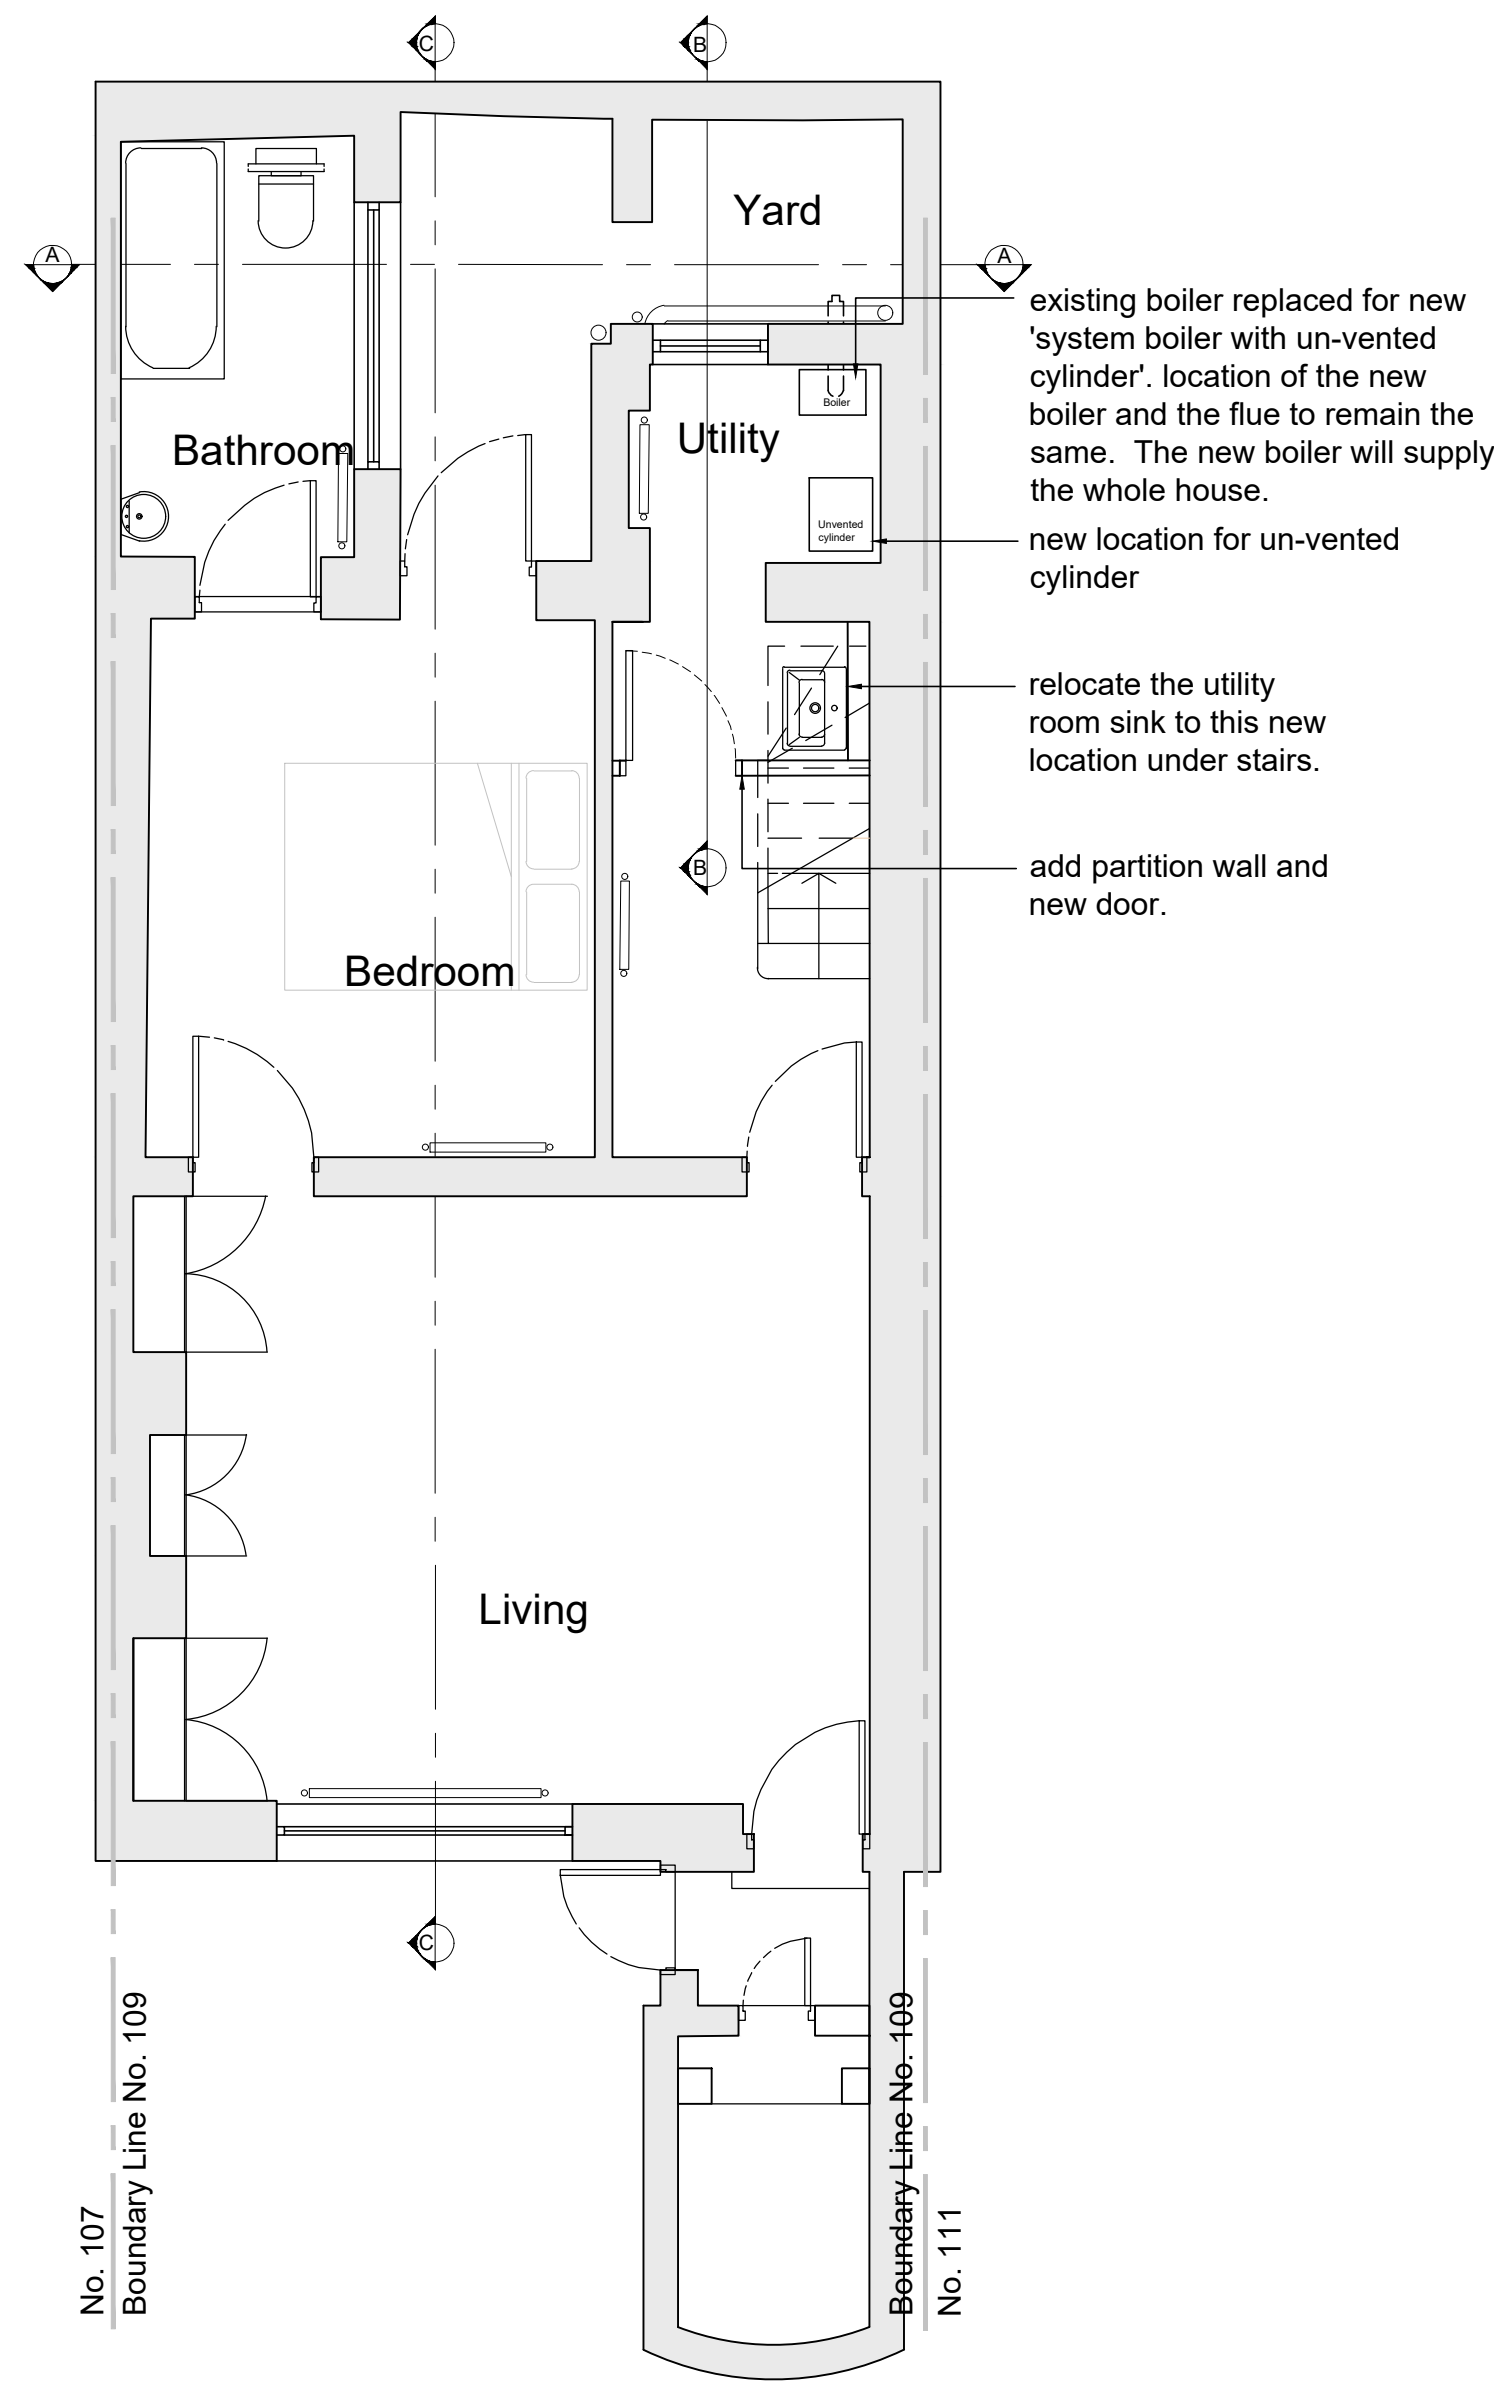 C
B
Yard
A
A
existing boiler replaced for new
'system boiler with un-vented
cylinder'. location of the new
boiler and the flue to remain the
same.  The new boiler will supply
the whole house.
Boiler
Utility
Bathroom
Unvented
cylinder
new location for un-vented
cylinder
relocate the utility
room sink to this new
location under stairs.
B
add partition wall and
new door.
Bedroom
Living
C
No. 107
Boundary Line No. 109
Boundary Line No. 109
No. 111